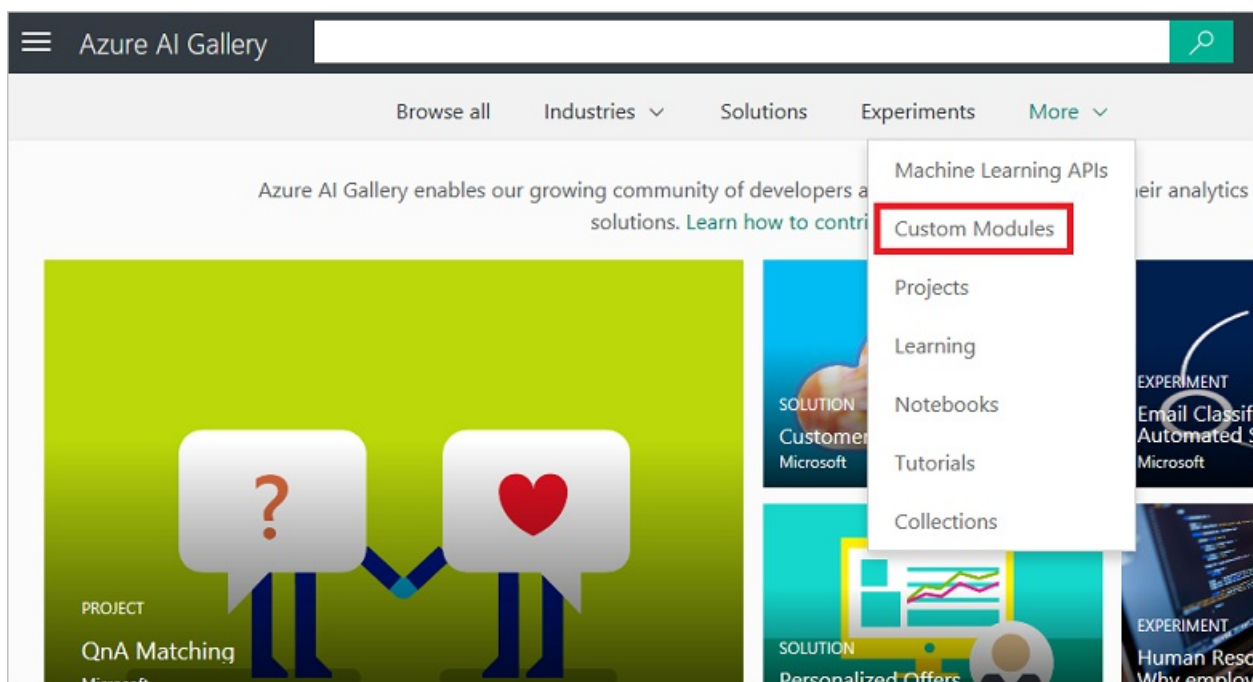 Azure AI Gallery
Browse all Industries Solutions Experiments More
Machine Learning APIs
Custom Modules
Projects
Learning
Notebooks
Tutorials
Collections
Azure AI Gallery enables our growing community of developers a eir analytics
solutions. Learn how to contri
?
PROJECT
QnA Matching
Microsoft
SOLUTION
Customer
Microsoft
EXPERIMENT
Email Classif
Automated S
Microsoft
SOLUTION
Personalized Offers
EXPERIMENT
Human Reso
Why employ